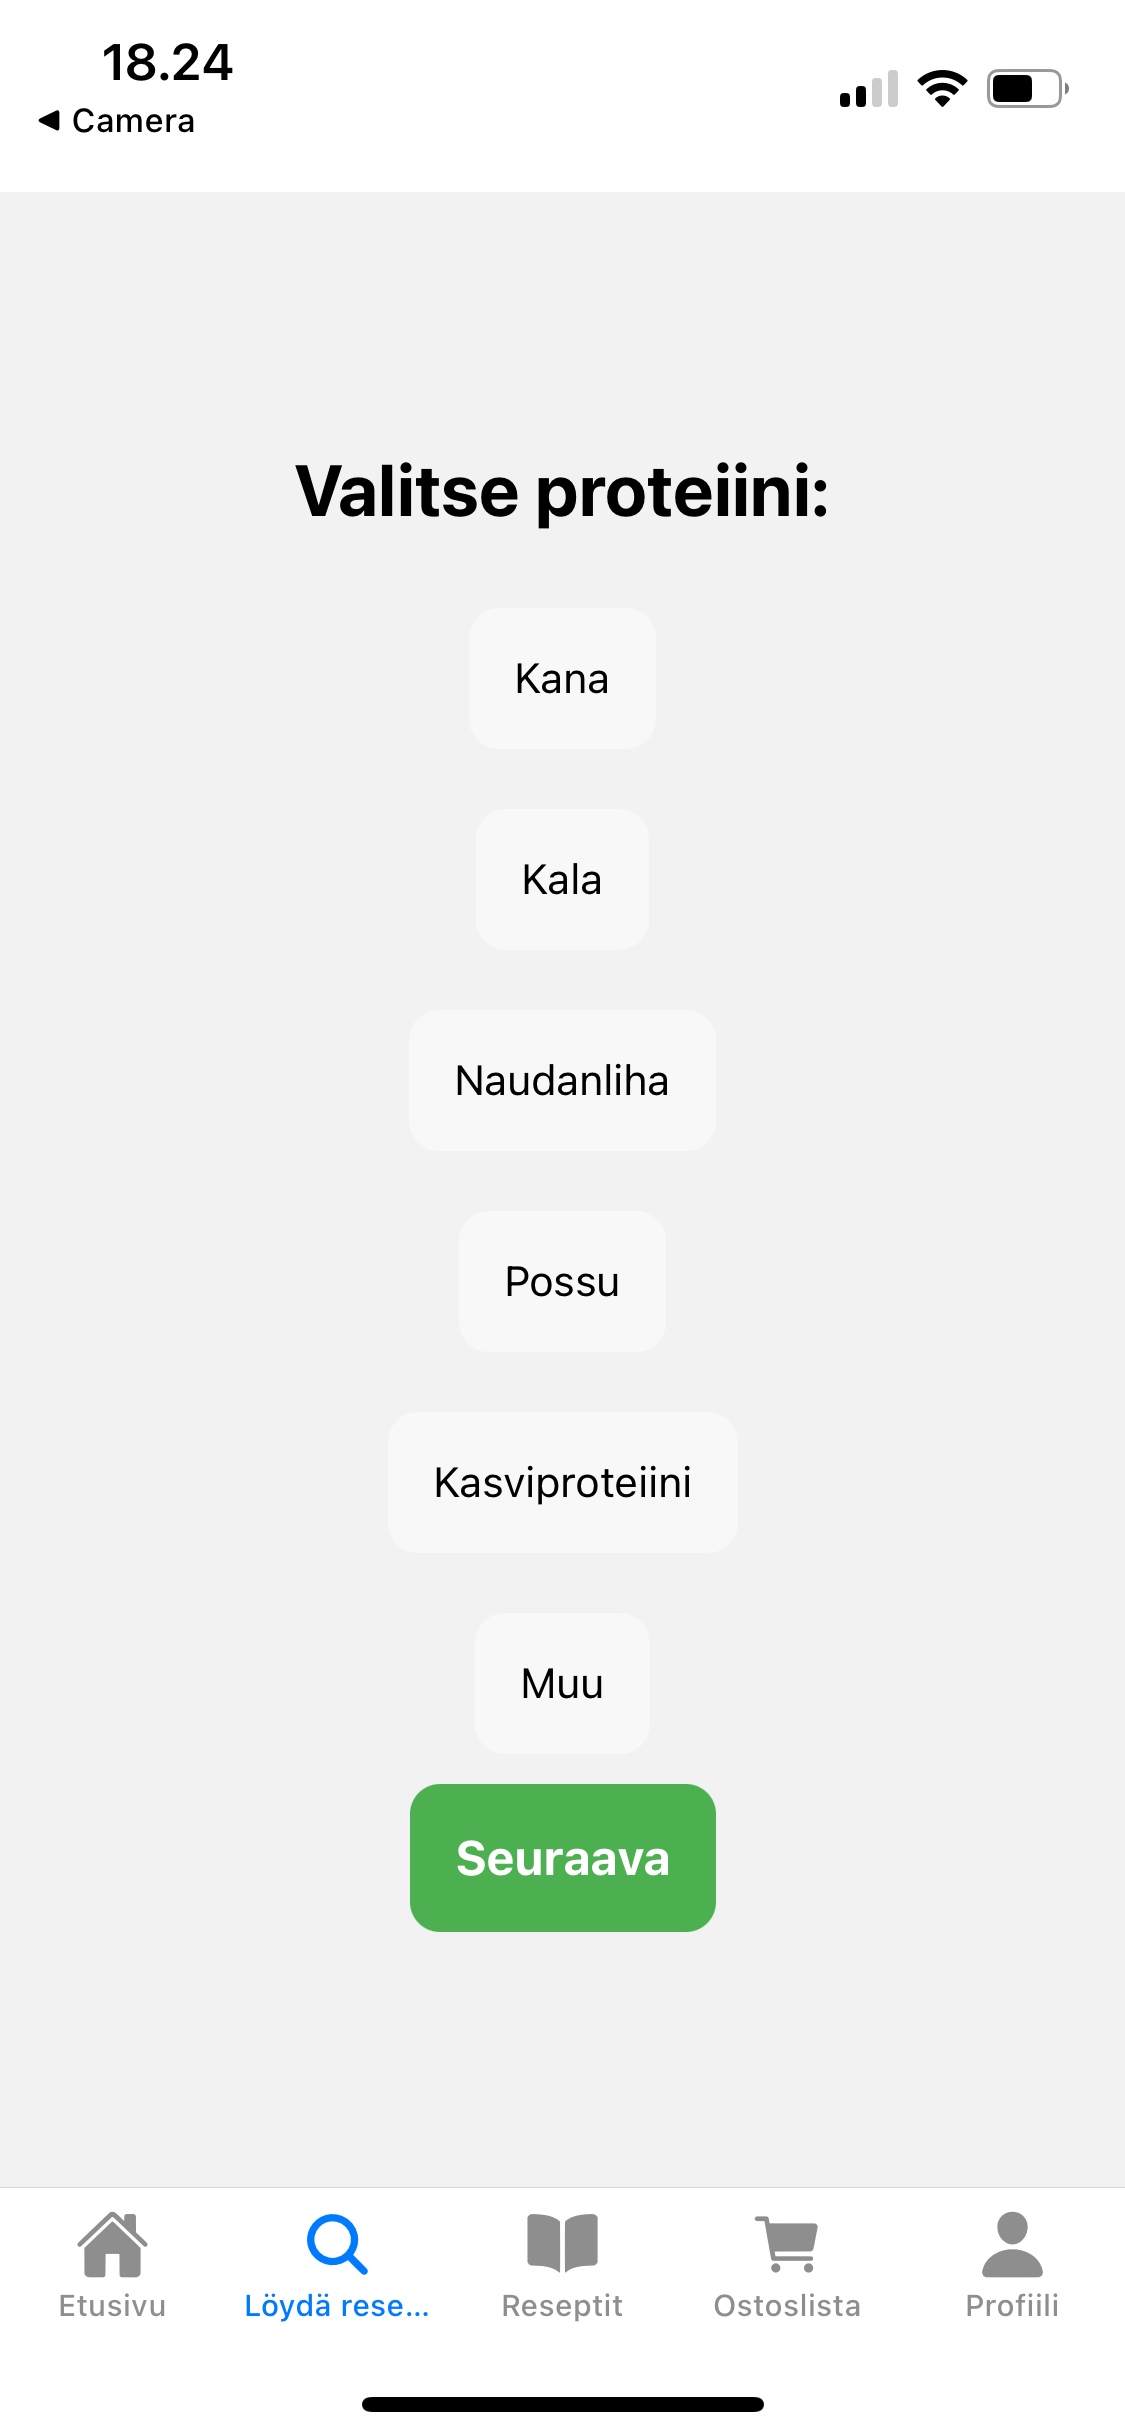 18.24
◀ Camera
Valitse proteiini:
Kana
Kala
Naudanliha
Possu
Kasviproteiini
Muu
Seuraava
Etusivu
Löydä rese...
Reseptit
Ostoslista
Profiili